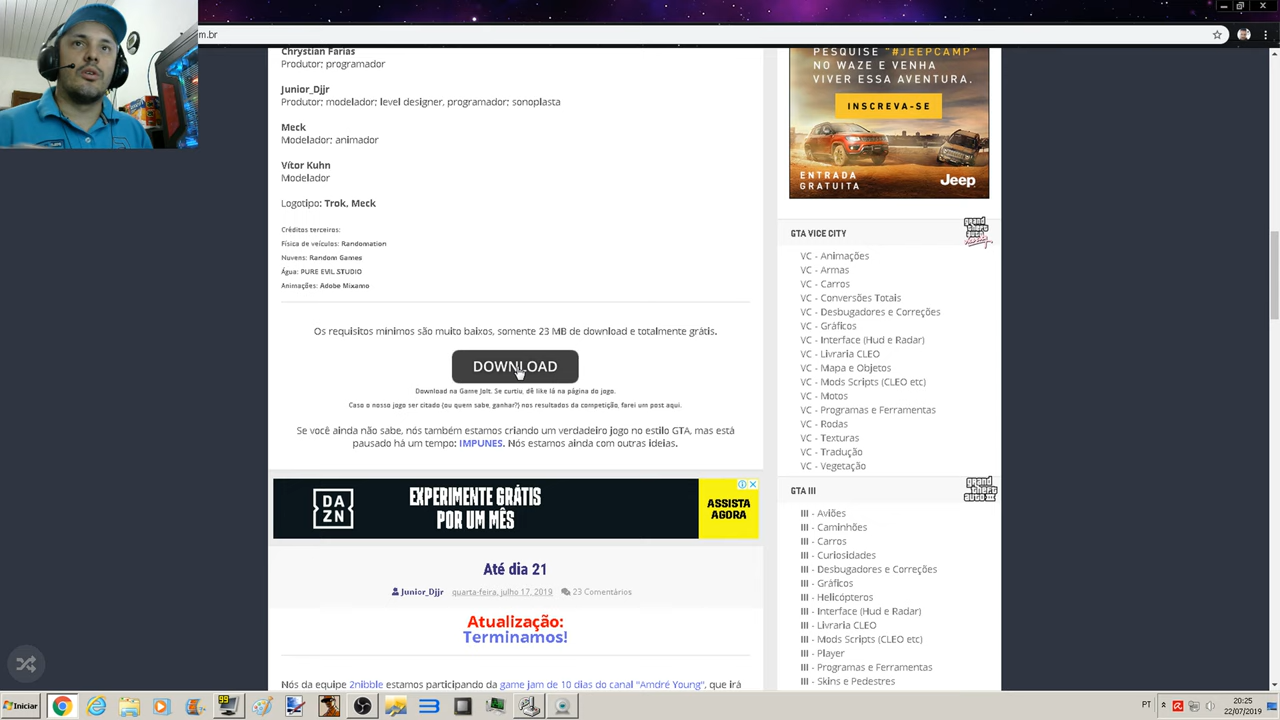 m.br
Chrystian Farias
Produtor; programador
Junior_Djjr
Produtor; modelador; level designer, programador; sonoplasta
Meck
Modelador; animador
Vítor Kuhn
Modelador
Logotipo: Trok, Meck
Créditos terceiros:
Física de veículos: Randomation
Nuvens: Random Games
Água: PURE EVIL STUDIO
Animações: Adobe Mixamo
Os requisitos mínimos são muito baixos, somente 23 MB de download e totalmente grátis.
DOWNLOAD
Download na Game Jolt. Se curtiu, dê like lá na página do jogo.
Caso o nosso jogo ser citado (ou quem sabe, ganhar?) nos resultados da competição, farei um post aqui.
Se você ainda não sabe, nós também estamos criando um verdadeiro jogo no estilo GTA, mas está
pausado há um tempo: IMPUNES. Nós estamos ainda com outras ideias.
DAZN
EXPERIMENTE GRÁTIS
POR UM MÊS
ASSISTA
AGORA
Até dia 21
Junior_Djjr quarta-feira, julho 17, 2019 23 Comentários
Atualização:
Terminamos!
Nós da equipe 2nibble estamos participando da game jam de 10 dias do canal "Amdré Young", que irá
PESQUISE "#JEEPCAMP"
NO WAZE E VENHA
VIVER ESSA AVENTURA.
INSCREVA-SE
ENTRADA
GRATUITA
Jeep
GTA VICE CITY
VC - Animações
VC - Armas
VC - Carros
VC - Conversões Totais
VC - Desbugadores e Correções
VC - Gráficos
VC - Interface (Hud e Radar)
VC - Livraria CLEO
VC - Mapa e Objetos
VC - Mods Scripts (CLEO etc)
VC - Motos
VC - Programas e Ferramentas
VC - Rodas
VC - Texturas
VC - Tradução
VC - Vegetação
GTA III
III - Aviões
III - Caminhões
III - Carros
III - Curiosidades
III - Desbugadores e Correções
III - Gráficos
III - Helicópteros
III - Interface (Hud e Radar)
III - Livraria CLEO
III - Mods Scripts (CLEO etc)
III - Player
III - Programas e Ferramentas
III - Skins e Pedestres
Iniciar
99
PT
20:25
22/07/2019